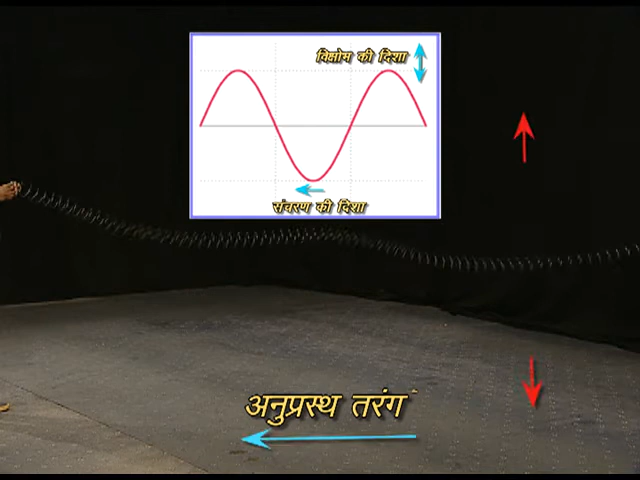 विक्षोभ की दिशा
संचरण की दिशा
अनुप्रस्थ तरंग